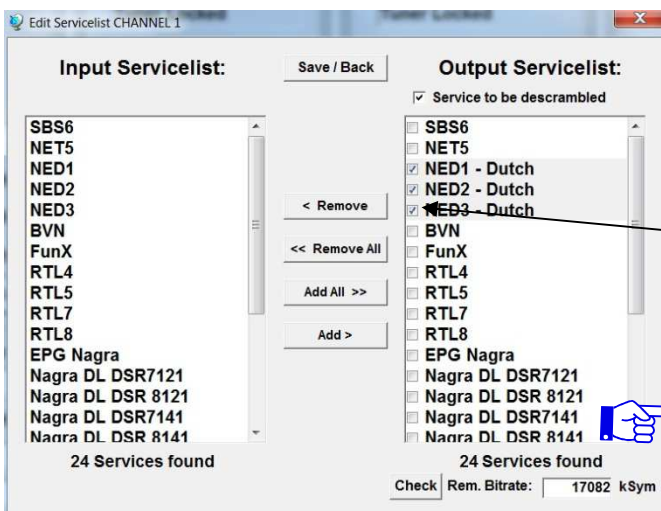 Edit Servicelist CHANNEL 1
Input Servicelist:
Save / Back
Output Servicelist:
Service to be descrambled
SBS6
NET5
NED1
NED2
NED3
BVN
FunX
RTL4
RTL5
RTL7
RTL8
EPG Nagra
Nagra DL DSR7121
Nagra DL DSR 8121
Nagra DL DSR7141
Nagra DL DSR 8141
24 Services found
< Remove
<< Remove All
Add All >>
Add >
SBS6
NET5
NED1 - Dutch
NED2 - Dutch
NED3 - Dutch
BVN
FunX
RTL4
RTL5
RTL7
RTL8
EPG Nagra
Nagra DL DSR7121
Nagra DL DSR 8121
Nagra DL DSR7141
Nagra DL DSR 8141
24 Services found
Check Rem. Bitrate: 17082 kSym